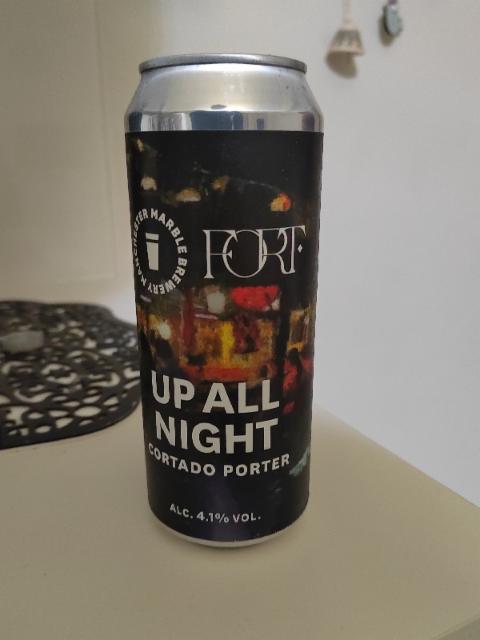 MANCHESTER MARBLE BREWERY
FORT
UP ALL
NIGHT
CORTADO PORTER
ALC. 4.1% VOL.